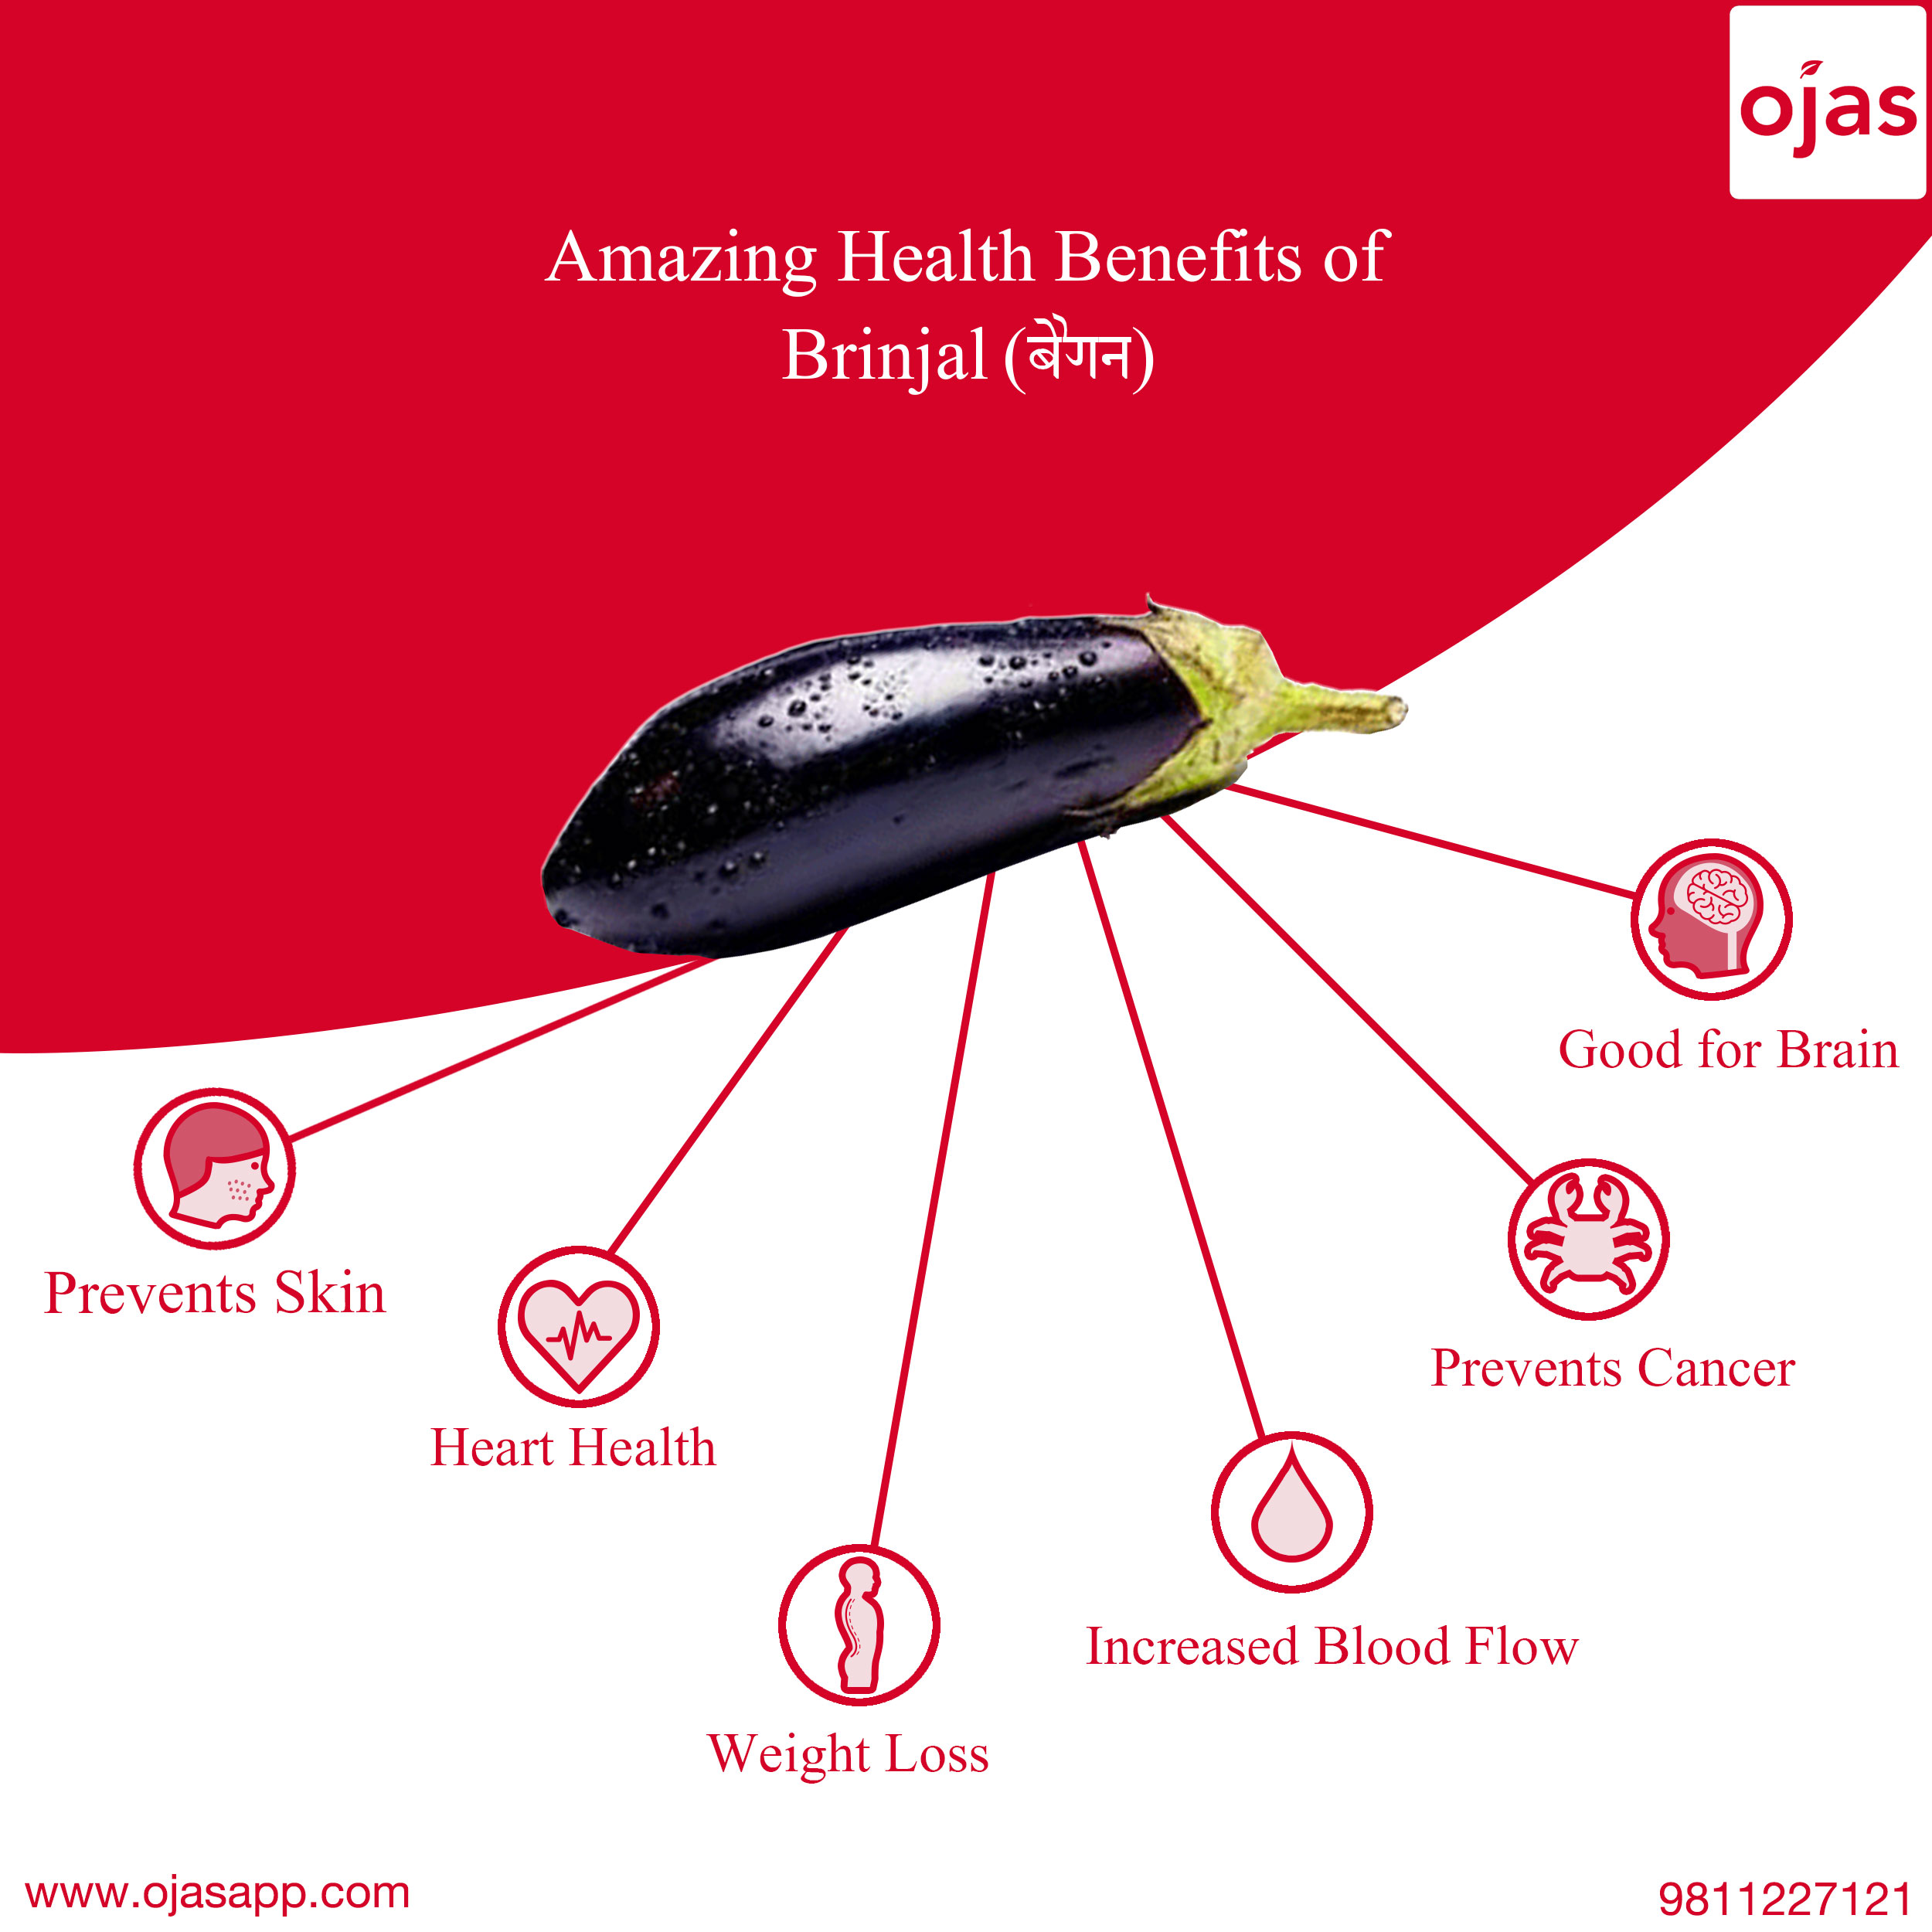 ojas
Amazing Health Benefits of
Brinjal (बैगन)
Good for Brain
Prevents Skin
Prevents Cancer
Heart Health
Increased Blood Flow
Weight Loss
www.ojasapp.com
9811227121